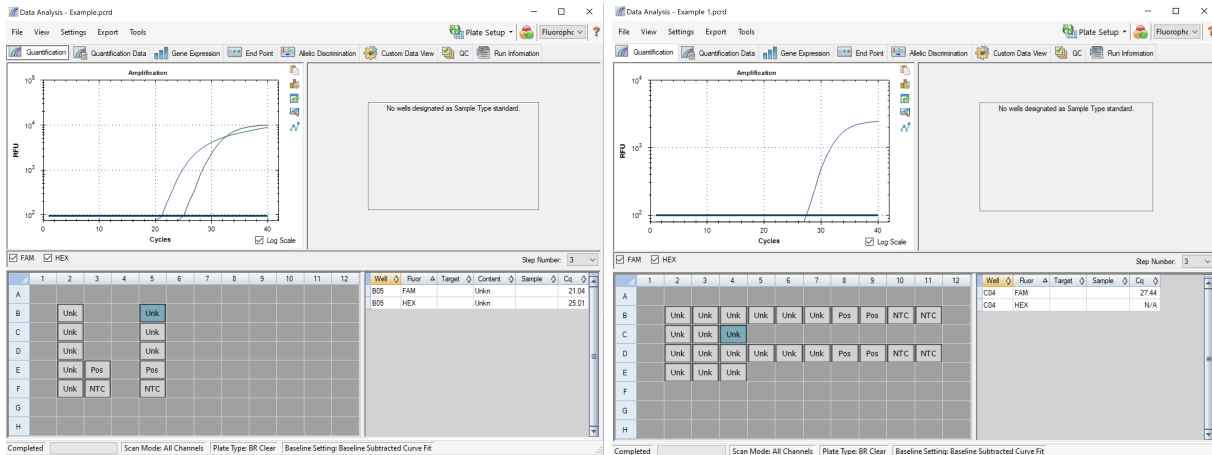 Data Analysis - Example.pcrd
File View Settings Export Tools
Plate Setup Fluoropho ?
Quantification Quantification Data Gene Expression End Point Allelic Discrimination Custom Data View QC Run Information
Amplification
No wells designated as Sample Type standard.
10^5
10^4
RFU
10^3
10^2
0 10 20 30 40
Cycles
Log Scale
FAM HEX
Step Number: 3
1 2 3 4 5 6 7 8 9 10 11 12
A
B Unk Unk
C Unk Unk
D Unk Unk
E Unk Pos Pos
F Unk NTC NTC
G
H
Well Fluor Target Content Sample Cq
B05 FAM Unkn 21.04
B05 HEX Unkn 25.01
Completed Scan Mode: All Channels Plate Type: BR Clear Baseline Setting: Baseline Subtracted Curve Fit
Data Analysis - Example 1.pcrd
File View Settings Export Tools
Plate Setup Fluoropho ?
Quantification Quantification Data Gene Expression End Point Allelic Discrimination Custom Data View QC Run Information
Amplification
No wells designated as Sample Type standard.
10^4
RFU
10^3
10^2
0 10 20 30 40
Cycles
Log Scale
FAM HEX
Step Number: 3
1 2 3 4 5 6 7 8 9 10 11 12
A
B Unk Unk Unk Unk Unk Unk Pos Pos NTC NTC
C Unk Unk Unk
D Unk Unk Unk Unk Unk Unk Pos Pos NTC NTC
E Unk Unk Unk
F
G
H
Well Fluor Target Sample Cq
C04 FAM 27.44
C04 HEX N/A
Completed Scan Mode: All Channels Plate Type: BR Clear Baseline Setting: Baseline Subtracted Curve Fit